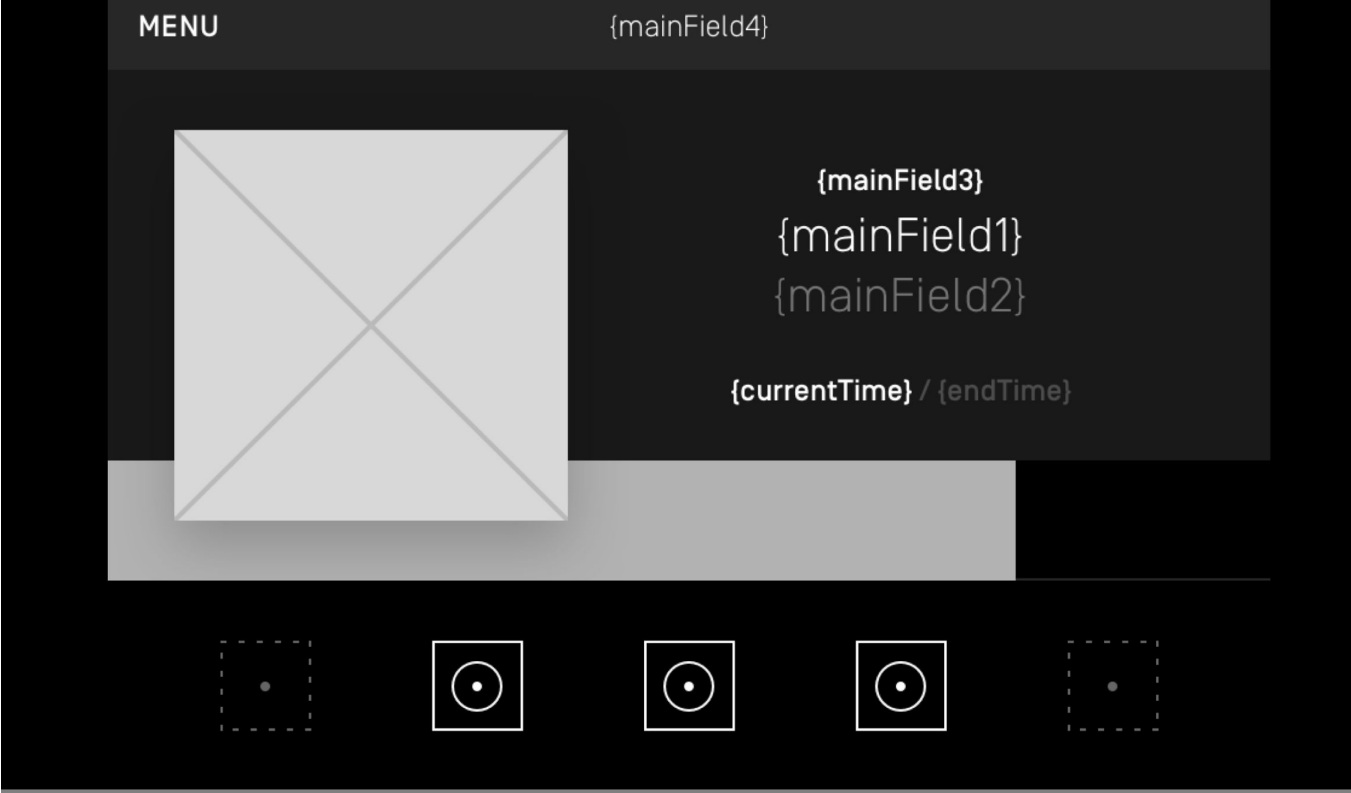 MENU {mainField4}
{mainField3}
{mainField1}
{mainField2}
{currentTime} / {endTime}